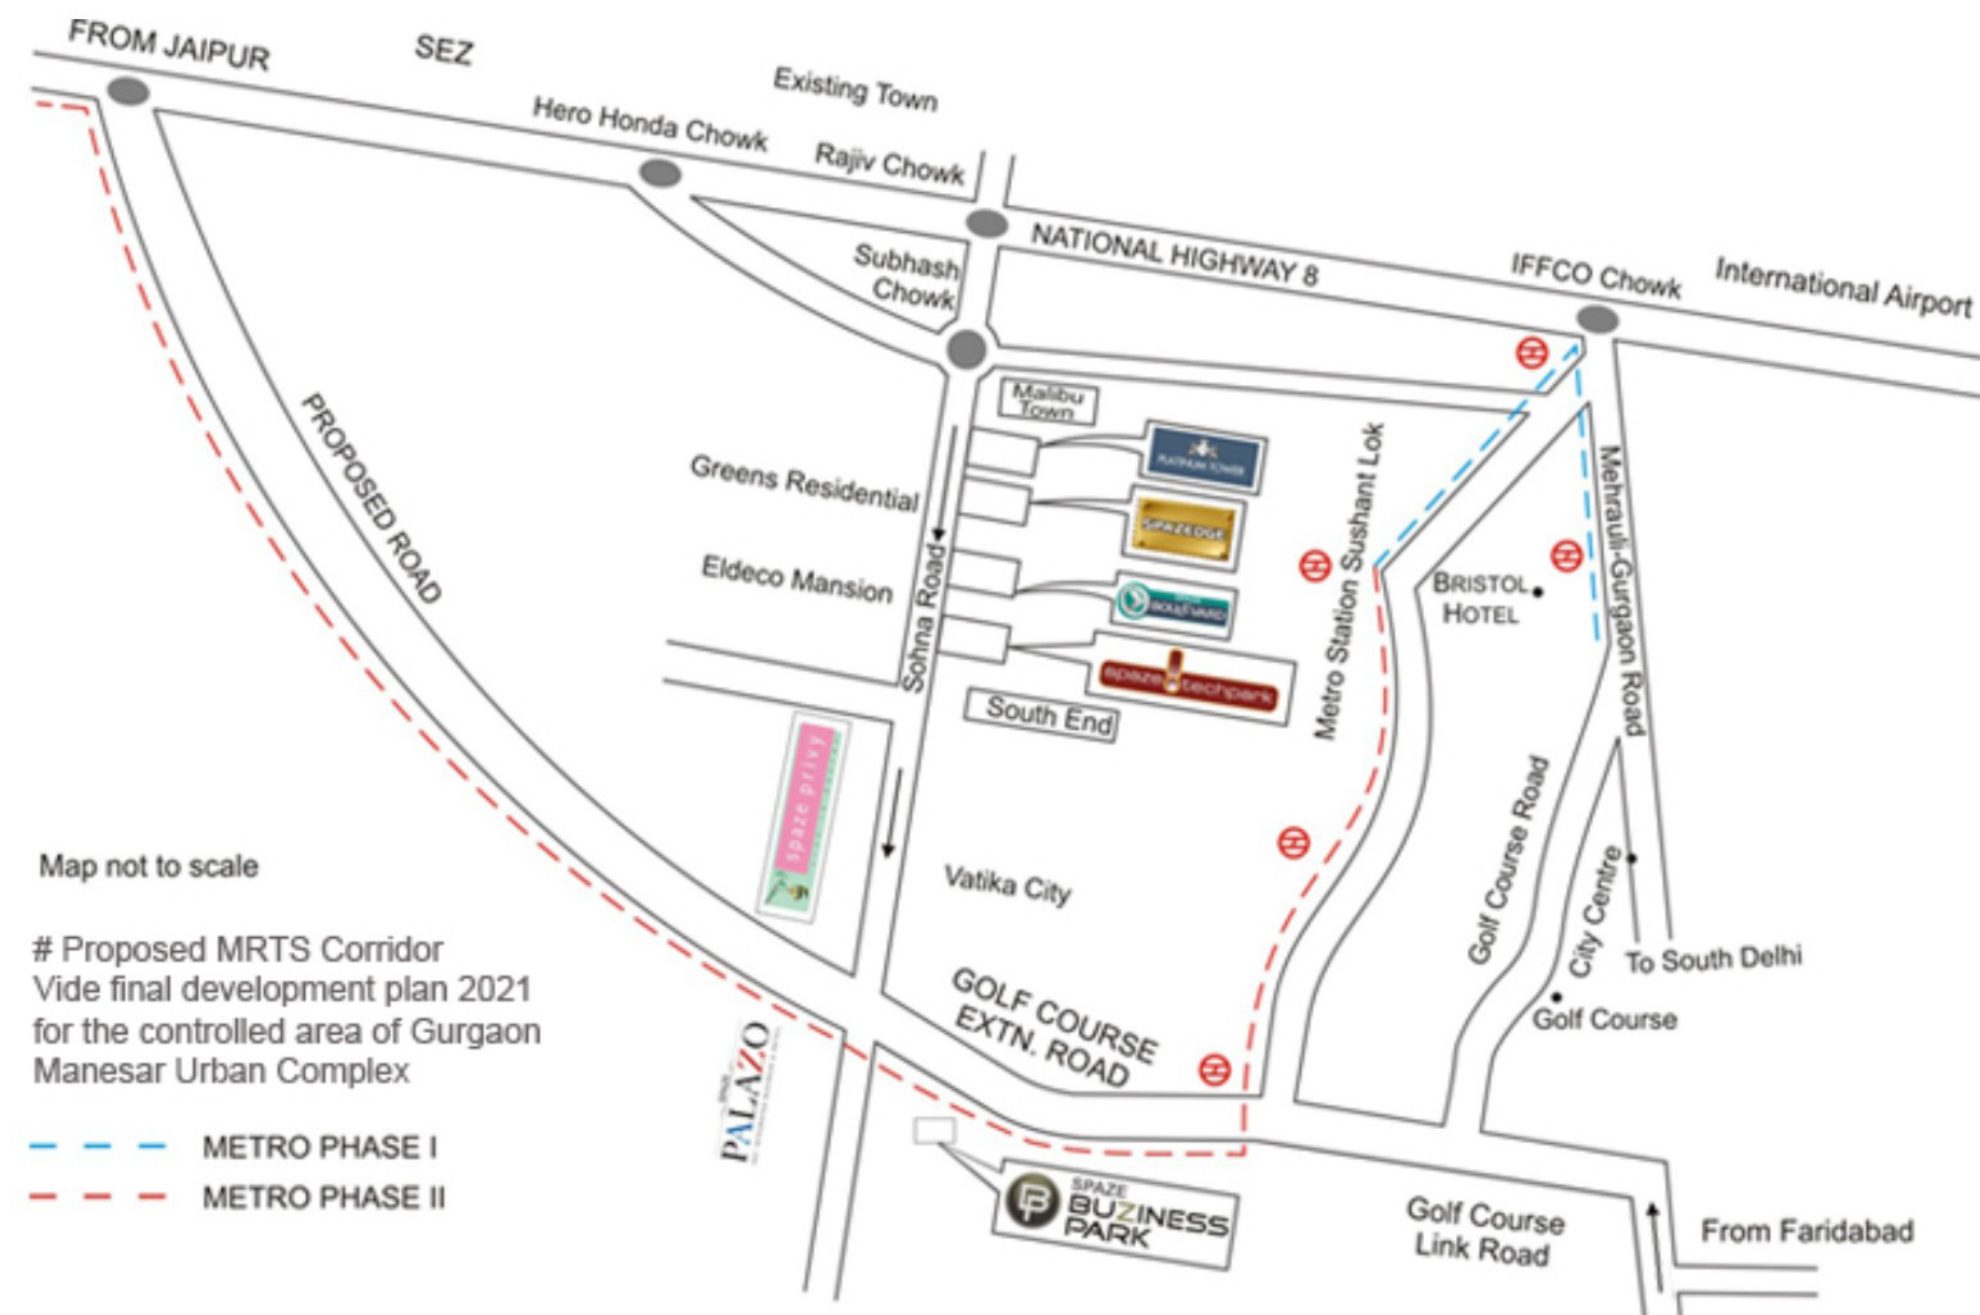 FROM JAIPUR
SEZ
Existing Town
Hero Honda Chowk
Rajiv Chowk
NATIONAL HIGHWAY 8
IFFCO Chowk
International Airport
Subhash
Chowk
Malibu
Town
PLATINUM TOWER
Greens Residential
SPAZEDGE
Eldeco Mansion
BOULEVARD
Sohna Road
spaze techpark
South End
PROPOSED ROAD
Metro Station Sushant Lok
BRISTOL
HOTEL
Mehrauli-Gurgaon Road
spaze privy
Vatika City
Golf Course Road
City Centre
To South Delhi
Golf Course
GOLF COURSE
EXTN. ROAD
Map not to scale
# Proposed MRTS Corridor
Vide final development plan 2021
for the controlled area of Gurgaon
Manesar Urban Complex
METRO PHASE I
METRO PHASE II
SPAZE
PALAZO
SPAZE
BUZINESS
PARK
Golf Course
Link Road
From Faridabad